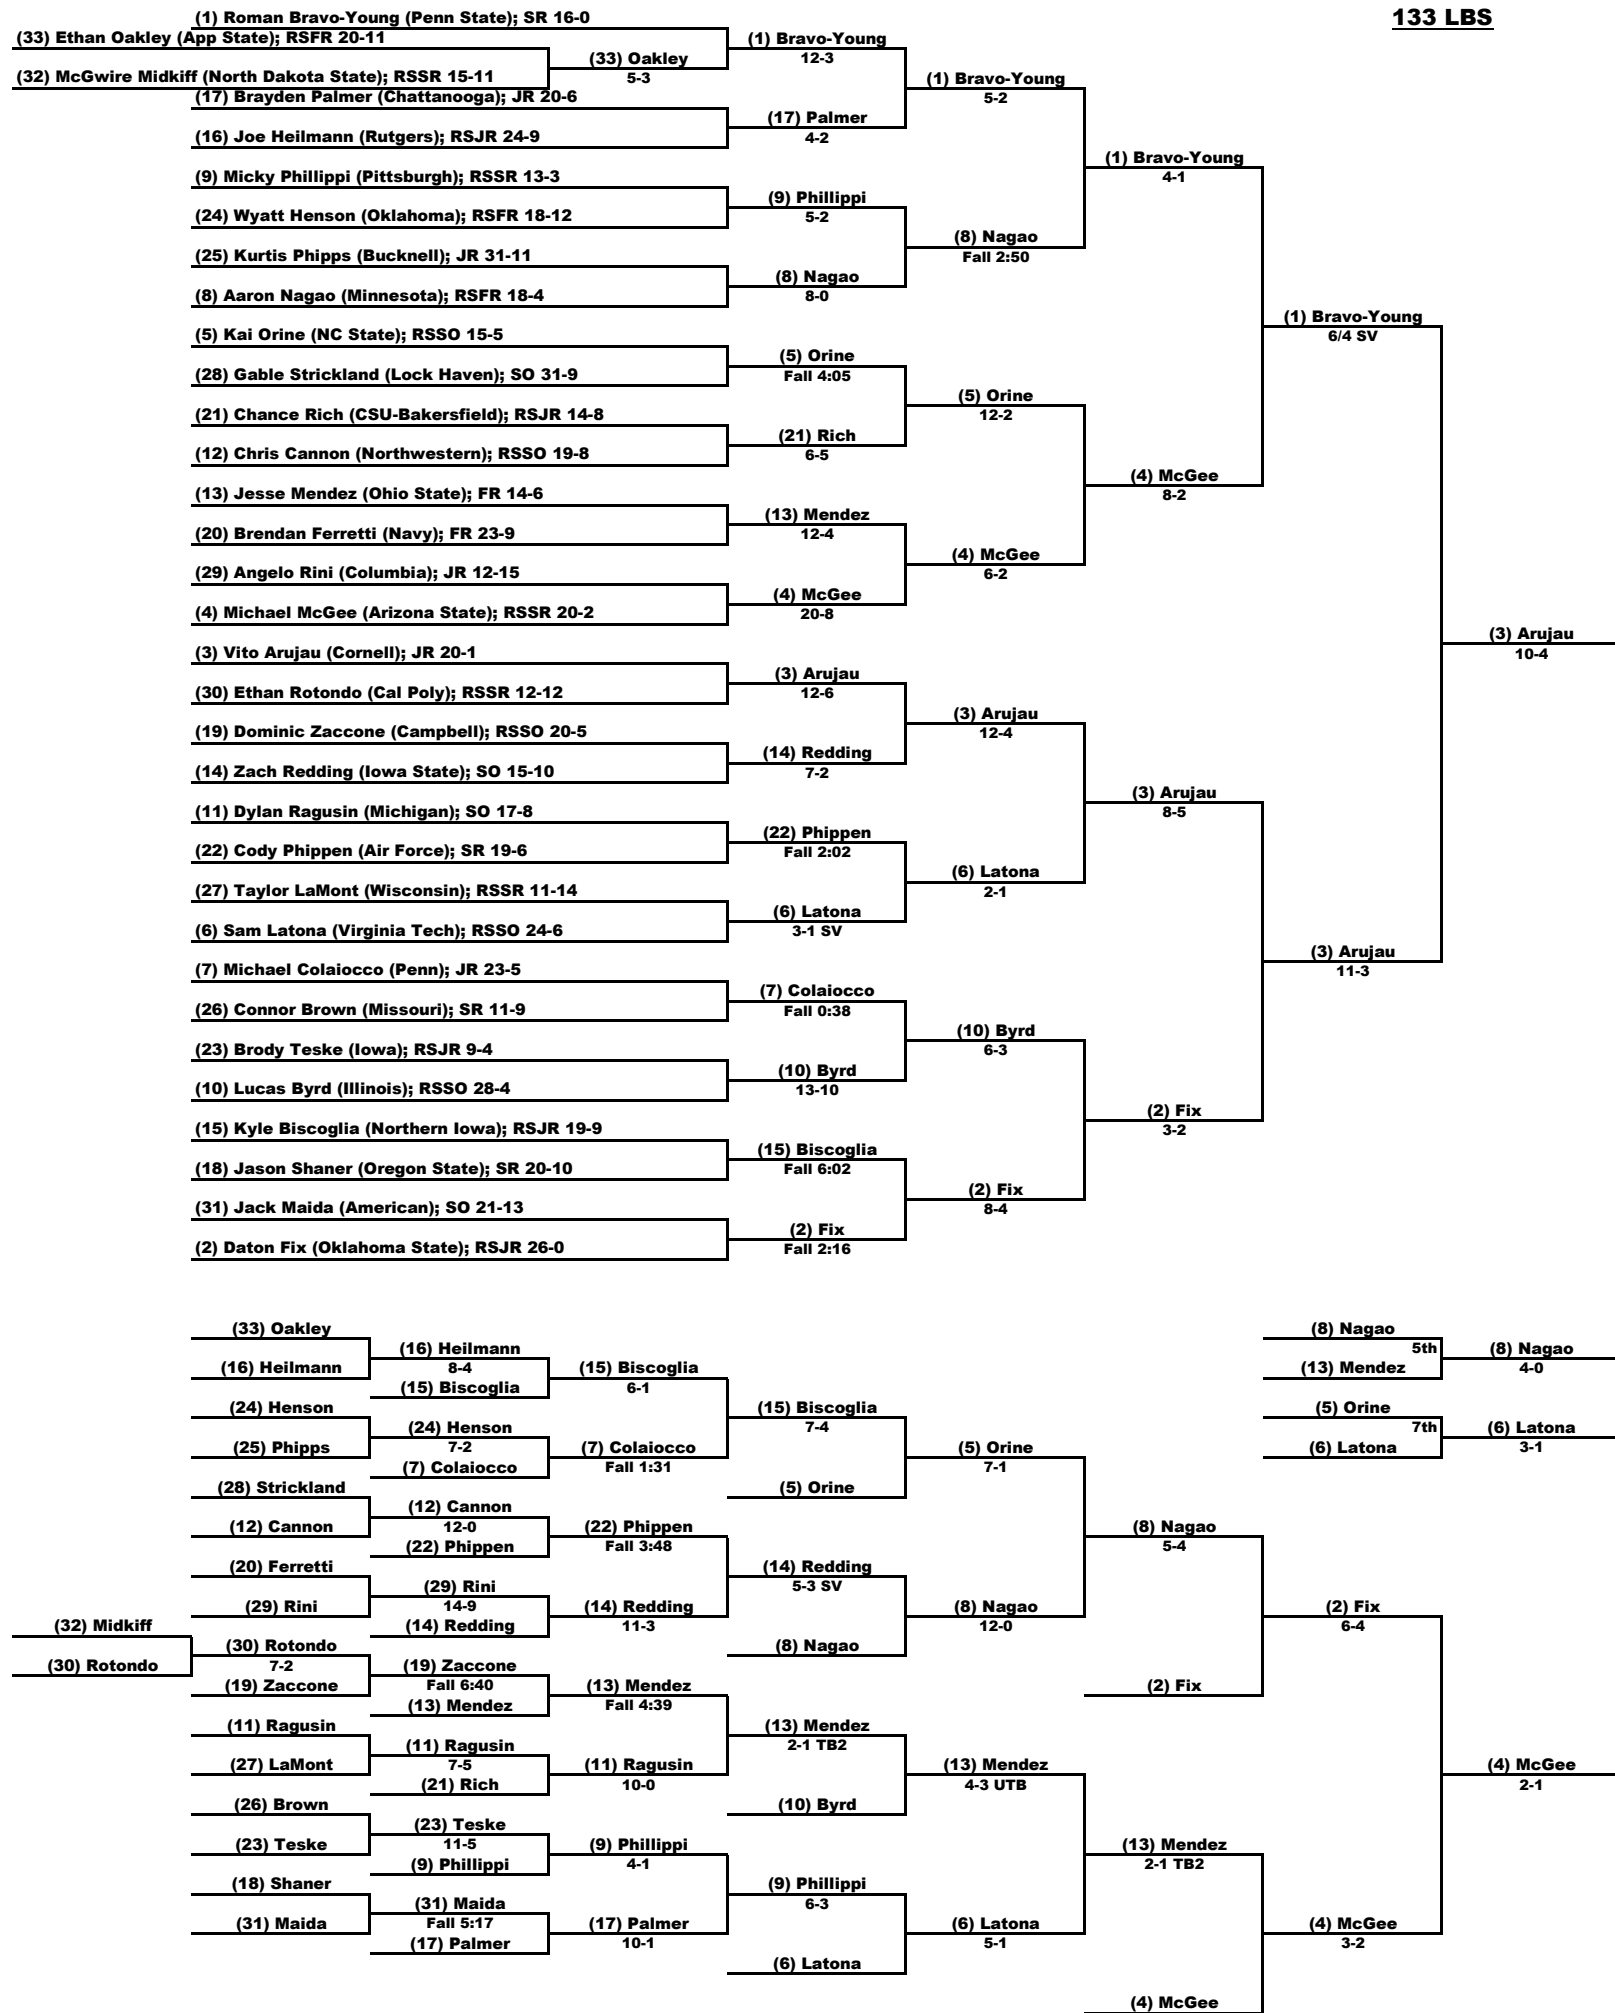 133 LBS
(1) Roman Bravo-Young (Penn State); SR 16-0
(33) Ethan Oakley (App State); RSFR 20-11
(32) McGwire Midkiff (North Dakota State); RSSR 15-11
(33) Oakley
5-3
(17) Brayden Palmer (Chattanooga); JR 20-6
(16) Joe Heilmann (Rutgers); RSJR 24-9
(9) Micky Phillippi (Pittsburgh); RSSR 13-3
(24) Wyatt Henson (Oklahoma); RSFR 18-12
(25) Kurtis Phipps (Bucknell); JR 31-11
(8) Aaron Nagao (Minnesota); RSFR 18-4
(5) Kai Orine (NC State); RSSO 15-5
(28) Gable Strickland (Lock Haven); SO 31-9
(21) Chance Rich (CSU-Bakersfield); RSJR 14-8
(12) Chris Cannon (Northwestern); RSSO 19-8
(13) Jesse Mendez (Ohio State); FR 14-6
(20) Brendan Ferretti (Navy); FR 23-9
(29) Angelo Rini (Columbia); JR 12-15
(4) Michael McGee (Arizona State); RSSR 20-2
(3) Vito Arujau (Cornell); JR 20-1
(30) Ethan Rotondo (Cal Poly); RSSR 12-12
(19) Dominic Zaccone (Campbell); RSSO 20-5
(14) Zach Redding (Iowa State); SO 15-10
(11) Dylan Ragusin (Michigan); SO 17-8
(22) Cody Phippen (Air Force); SR 19-6
(27) Taylor LaMont (Wisconsin); RSSR 11-14
(6) Sam Latona (Virginia Tech); RSSO 24-6
(7) Michael Colaiocco (Penn); JR 23-5
(26) Connor Brown (Missouri); SR 11-9
(23) Brody Teske (Iowa); RSJR 9-4
(10) Lucas Byrd (Illinois); RSSO 28-4
(15) Kyle Biscoglia (Northern Iowa); RSJR 19-9
(18) Jason Shaner (Oregon State); SR 20-10
(31) Jack Maida (American); SO 21-13
(2) Daton Fix (Oklahoma State); RSJR 26-0
(1) Bravo-Young
12-3
(17) Palmer
4-2
(9) Phillippi
5-2
(8) Nagao
8-0
(5) Orine
Fall 4:05
(21) Rich
6-5
(13) Mendez
12-4
(4) McGee
20-8
(3) Arujau
12-6
(14) Redding
7-2
(22) Phippen
Fall 2:02
(6) Latona
3-1 SV
(7) Colaiocco
Fall 0:38
(10) Byrd
13-10
(15) Biscoglia
Fall 6:02
(2) Fix
Fall 2:16
(1) Bravo-Young
5-2
(8) Nagao
Fall 2:50
(5) Orine
12-2
(4) McGee
6-2
(3) Arujau
12-4
(6) Latona
2-1
(10) Byrd
6-3
(2) Fix
8-4
(1) Bravo-Young
4-1
(4) McGee
8-2
(3) Arujau
8-5
(2) Fix
3-2
(1) Bravo-Young
6/4 SV
(3) Arujau
11-3
(3) Arujau
10-4
(32) Midkiff
(30) Rotondo
(33) Oakley
(16) Heilmann
(24) Henson
(25) Phipps
(28) Strickland
(12) Cannon
(20) Ferretti
(29) Rini
(30) Rotondo
7-2
(19) Zaccone
(11) Ragusin
(27) LaMont
(26) Brown
(23) Teske
(18) Shaner
(31) Maida
(16) Heilmann
8-4
(15) Biscoglia
(24) Henson
7-2
(7) Colaiocco
(12) Cannon
12-0
(22) Phippen
(29) Rini
14-9
(14) Redding
(19) Zaccone
Fall 6:40
(13) Mendez
(11) Ragusin
7-5
(21) Rich
(23) Teske
11-5
(9) Phillippi
(31) Maida
Fall 5:17
(17) Palmer
(15) Biscoglia
6-1
(7) Colaiocco
Fall 1:31
(22) Phippen
Fall 3:48
(14) Redding
11-3
(13) Mendez
Fall 4:39
(11) Ragusin
10-0
(9) Phillippi
4-1
(17) Palmer
10-1
(15) Biscoglia
7-4
(5) Orine
(14) Redding
5-3 SV
(8) Nagao
(13) Mendez
2-1 TB2
(10) Byrd
(9) Phillippi
6-3
(6) Latona
(5) Orine
7-1
(8) Nagao
12-0
(13) Mendez
4-3 UTB
(6) Latona
5-1
(8) Nagao
5-4
(2) Fix
(13) Mendez
2-1 TB2
(4) McGee
(2) Fix
6-4
(4) McGee
3-2
(4) McGee
2-1
(8) Nagao
5th
(13) Mendez
(8) Nagao
4-0
(5) Orine
7th
(6) Latona
(6) Latona
3-1